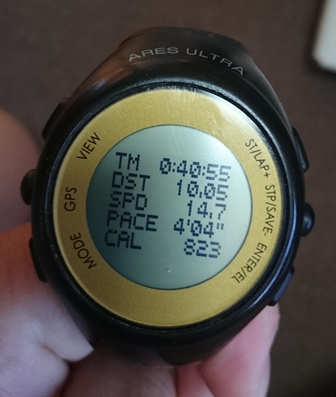 ARES ULTRA
VIEW
GPS
MODE
ST/LAP+
STP/SAVE
ENTER/EL
TM 0:40:55
DST 10.05
SPD 14.7
PACE 4'04"
CAL 823